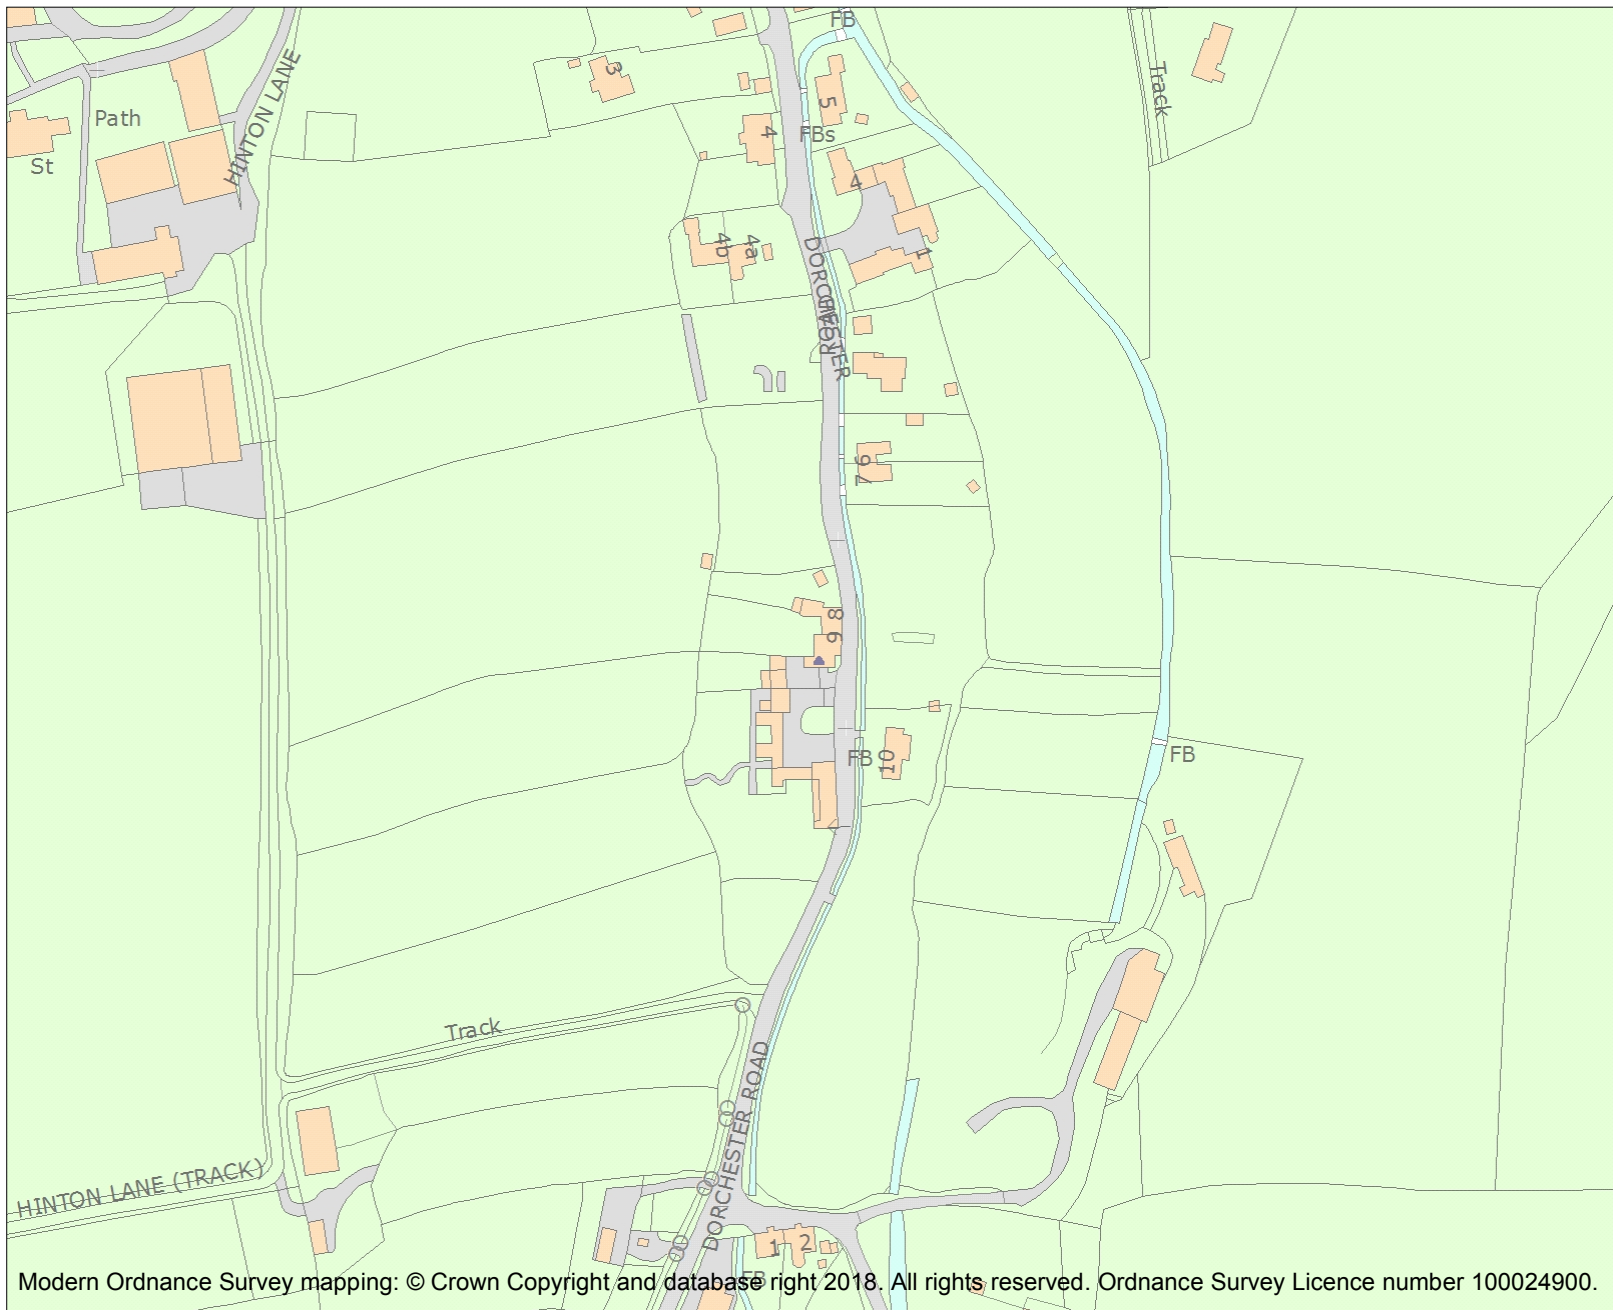 FB
HINTON LANE
3
Track
Path
5
4
FBs
St
4
4b
4a
1
DORCHESTER
ROAD
6
7
8
9
FB
10
FB
Track
DORCHESTER ROAD
HINTON LANE (TRACK)
1
2
FB
Modern Ordnance Survey mapping: © Crown Copyright and database right 2018. All rights reserved. Ordnance Survey Licence number 100024900.